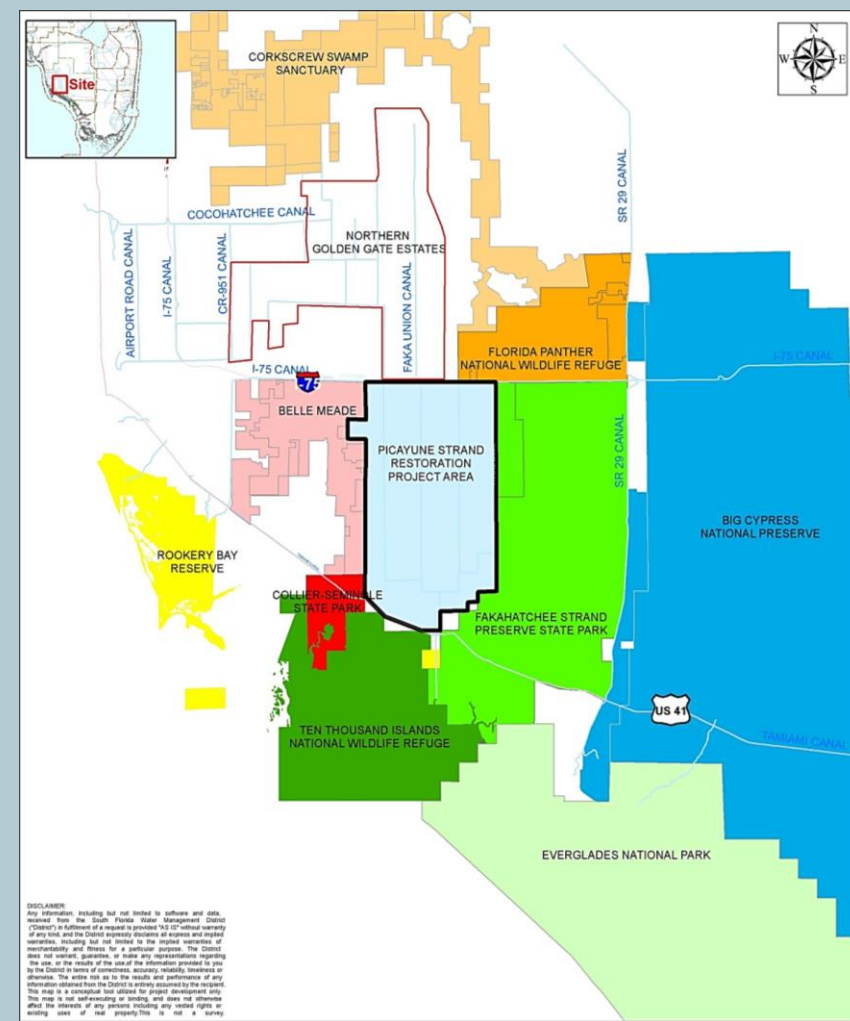 Site
N
W E
S
CORKSCREW SWAMP
SANCTUARY
SR 29 CANAL
COCOHATCHEE CANAL
NORTHERN
GOLDEN GATE ESTATES
AIRPORT ROAD CANAL
I-75 CANAL
CR-951 CANAL
FAKA UNION CANAL
FLORIDA PANTHER
NATIONAL WILDLIFE REFUGE
I-75 CANAL
I-75 CANAL
BELLE MEADE
PICAYUNE STRAND
RESTORATION
PROJECT AREA
SR 29 CANAL
BIG CYPRESS
NATIONAL PRESERVE
ROOKERY BAY
RESERVE
COLLIER-SEMINOLE
STATE PARK
FAKAHATCHEE STRAND
PRESERVE STATE PARK
US 41
TEN THOUSAND ISLANDS
NATIONAL WILDLIFE REFUGE
TAMIAMI CANAL
EVERGLADES NATIONAL PARK
DISCLAIMER:
Any information, including but not limited to software and data,
received from the South Florida Water Management District
("District") in fulfillment of a request is provided "AS IS" without warranty
of any kind, and the District expressly disclaims all express and implied
warranties, including but not limited to the implied warranties of
merchantability and fitness for a particular purpose. The District
does not warrant, guarantee, or make any representations regarding
the use, or the results of the use,of the information provided to you
by the District in terms of correctness, accuracy, reliability, timeliness or
otherwise. The entire risk as to the results and performance of any
information obtained from the District is entirely assumed by the recipient.
This map is a conceptual tool utilized for project development only.
This map is not self-executing or binding, and does not otherwise
affect the interests of any persons including any vested rights or
existing uses of real property.This is not a survey.